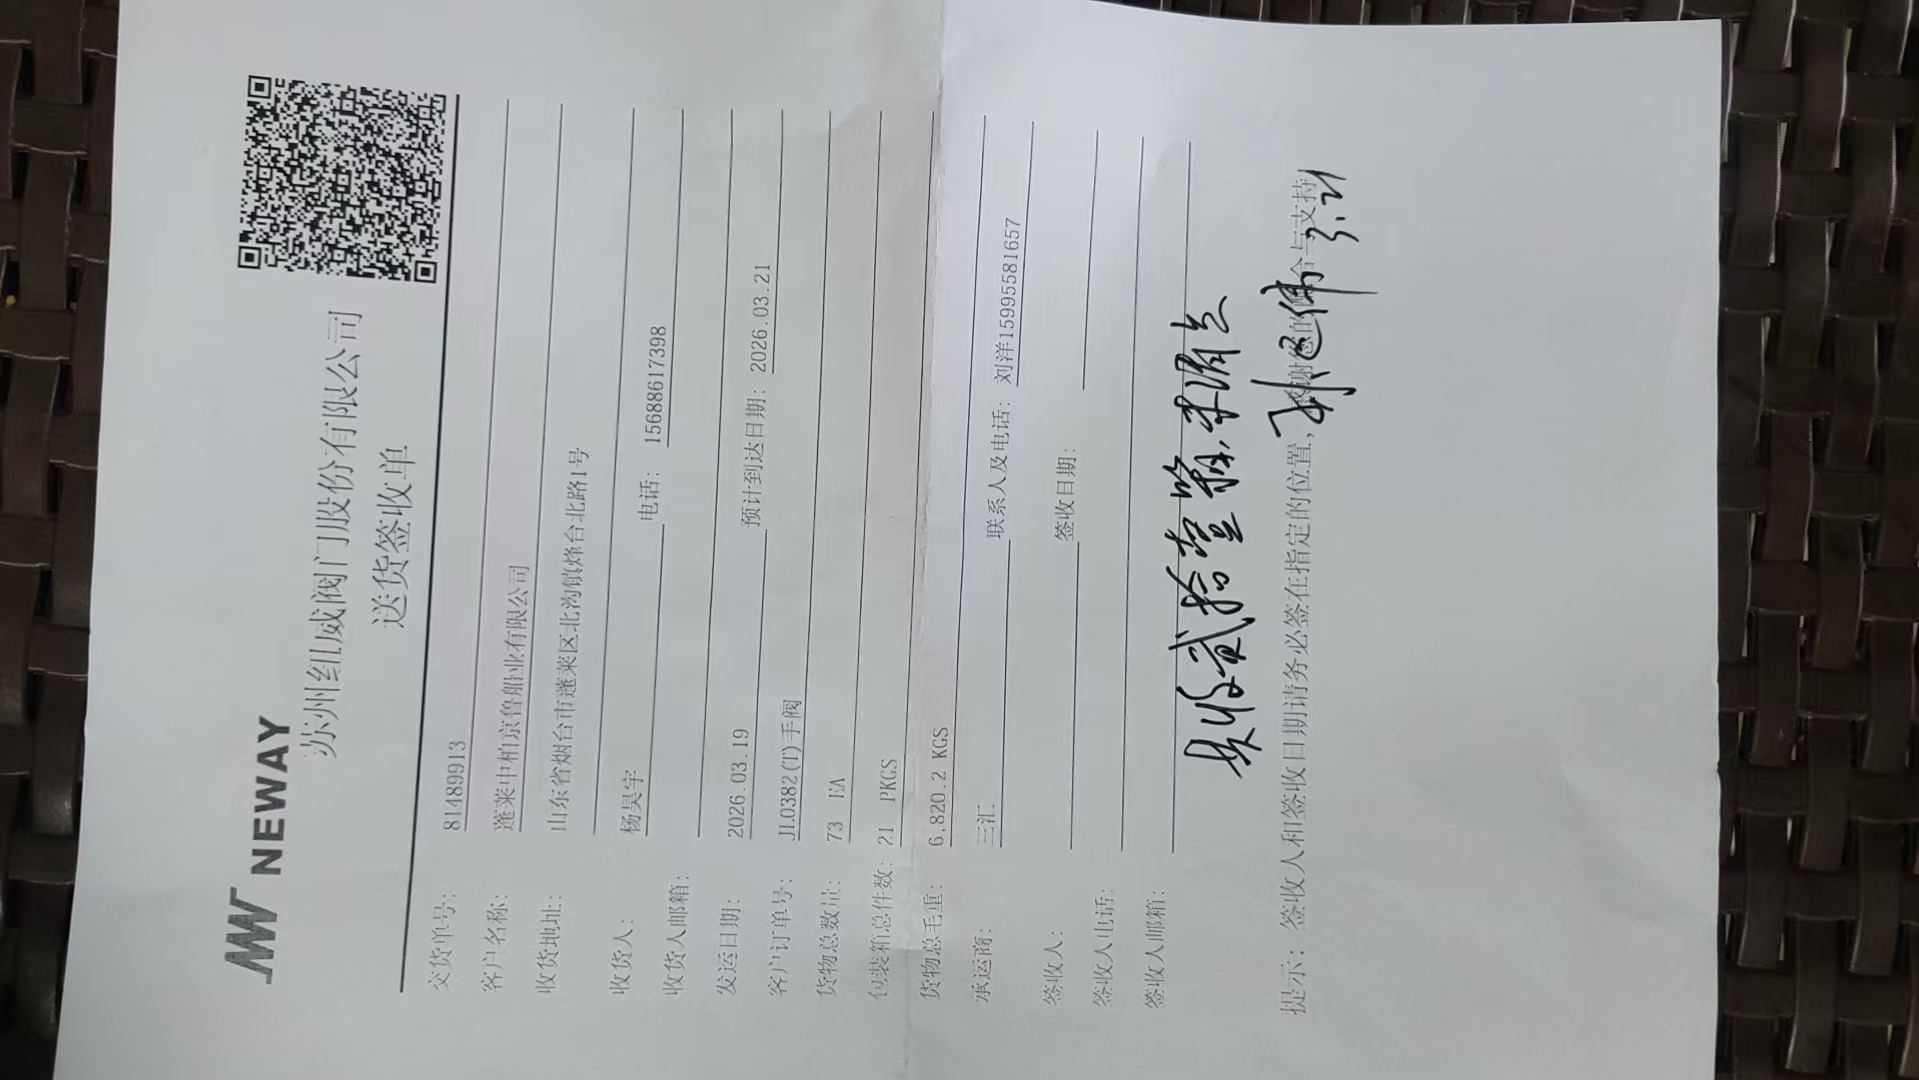 NEWAY
苏州纽威阀门股份有限公司
送货签收单
交货单号: 81489913
客户名称: 蓬莱中柏京鲁船业有限公司
收货地址: 山东省烟台市蓬莱区北沟镇烽台北路1号
收货人: 杨昊宇 电话: 15688617398
收货人邮箱:
发运日期: 2026.03.19 预计到达日期: 2026.03.21
客户订单号: JL0382(T)手阀
货物总数量: 73 EA
包装箱总件数: 21 PKGS
货物总毛重: 6,820.2 KGS
承运商: 三汇 联系人及电话: 刘洋15995581657
签收人: 签收日期:
签收人电话:
签收人邮箱:
共收贰拾壹箱,
提示: 签收人和签收日期请务必签在指定的位置,感谢您的配合与支持
3.21